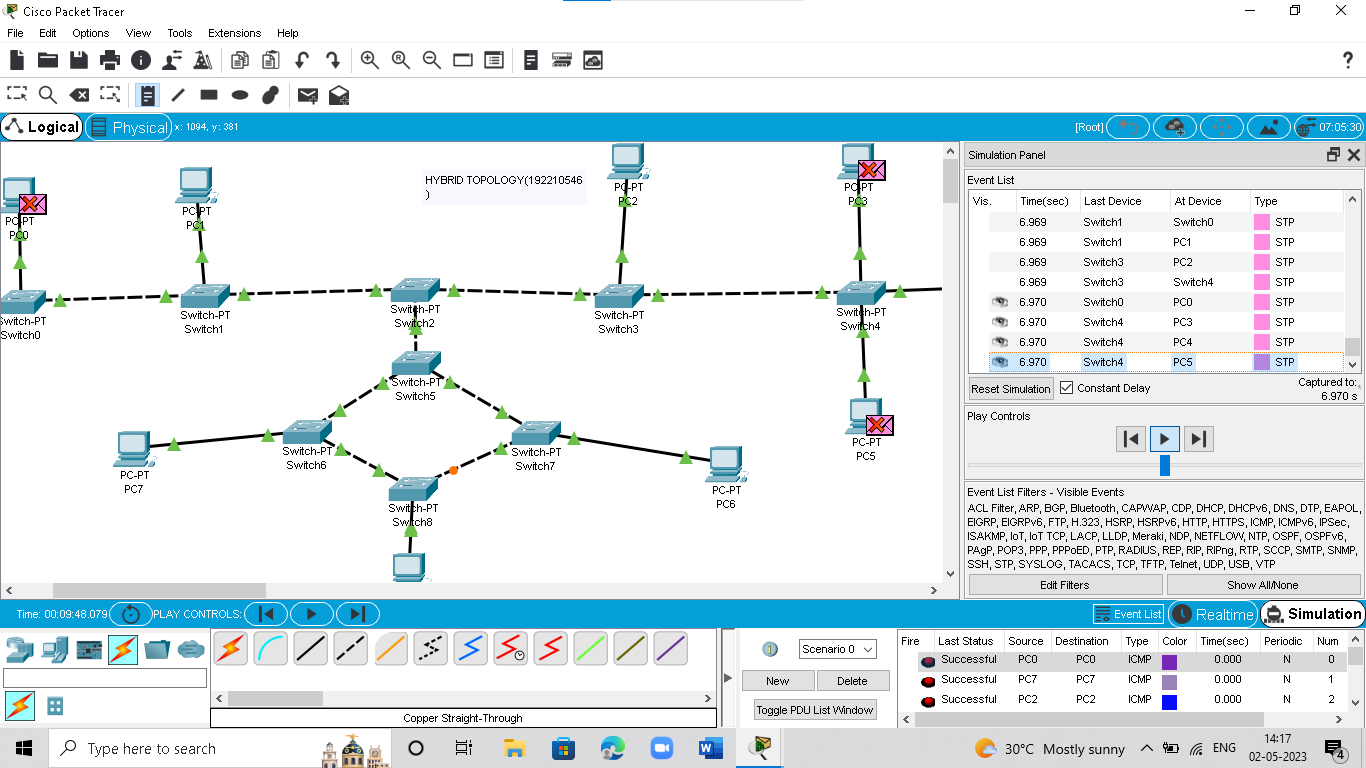 Cisco Packet Tracer
File Edit Options View Tools Extensions Help
Logical Physical x: 1094, y: 381 [Root] 07:05:30
HYBRID TOPOLOGY(192210546
)
PC-PT
PC0
PC-PT
PC1
PC-PT
PC2
PC-PT
PC3
Switch-PT
Switch0
Switch-PT
Switch1
Switch-PT
Switch2
Switch-PT
Switch3
Switch-PT
Switch4
Switch-PT
Switch5
Switch-PT
Switch6
Switch-PT
Switch7
Switch-PT
Switch8
PC-PT
PC7
PC-PT
PC6
PC-PT
PC5
Simulation Panel
Event List
Vis. Time(sec) Last Device At Device Type
6.969 Switch1 Switch0 STP
6.969 Switch1 PC1 STP
6.969 Switch3 PC2 STP
6.969 Switch3 Switch4 STP
6.970 Switch0 PC0 STP
6.970 Switch4 PC3 STP
6.970 Switch4 PC4 STP
6.970 Switch4 PC5 STP
Reset Simulation Constant Delay Captured to:
6.970 s
Play Controls
Event List Filters - Visible Events
ACL Filter, ARP, BGP, Bluetooth, CAPWAP, CDP, DHCP, DHCPv6, DNS, DTP, EAPOL,
EIGRP, EIGRPv6, FTP, H.323, HSRP, HSRPv6, HTTP, HTTPS, ICMP, ICMPv6, IPSec,
ISAKMP, IoT, IoT TCP, LACP, LLDP, Meraki, NDP, NETFLOW, NTP, OSPF, OSPFv6,
PAgP, POP3, PPP, PPPoED, PTP, RADIUS, REP, RIP, RIPng, RTP, SCCP, SMTP, SNMP,
SSH, STP, SYSLOG, TACACS, TCP, TFTP, Telnet, UDP, USB, VTP
Edit Filters Show All/None
Time: 00:09:48.079 PLAY CONTROLS: Event List Realtime Simulation
Copper Straight-Through
Scenario 0
New Delete
Toggle PDU List Window
Fire Last Status Source Destination Type Color Time(sec) Periodic Num
Successful PC0 PC0 ICMP 0.000 N 0
Successful PC7 PC7 ICMP 0.000 N 1
Successful PC2 PC2 ICMP 0.000 N 2
Type here to search
30°C Mostly sunny ENG 14:17
02-05-2023 4